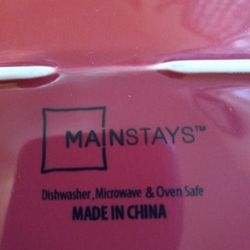 MAINSTAYS™
Dishwasher, Microwave & Oven Safe
MADE IN CHINA